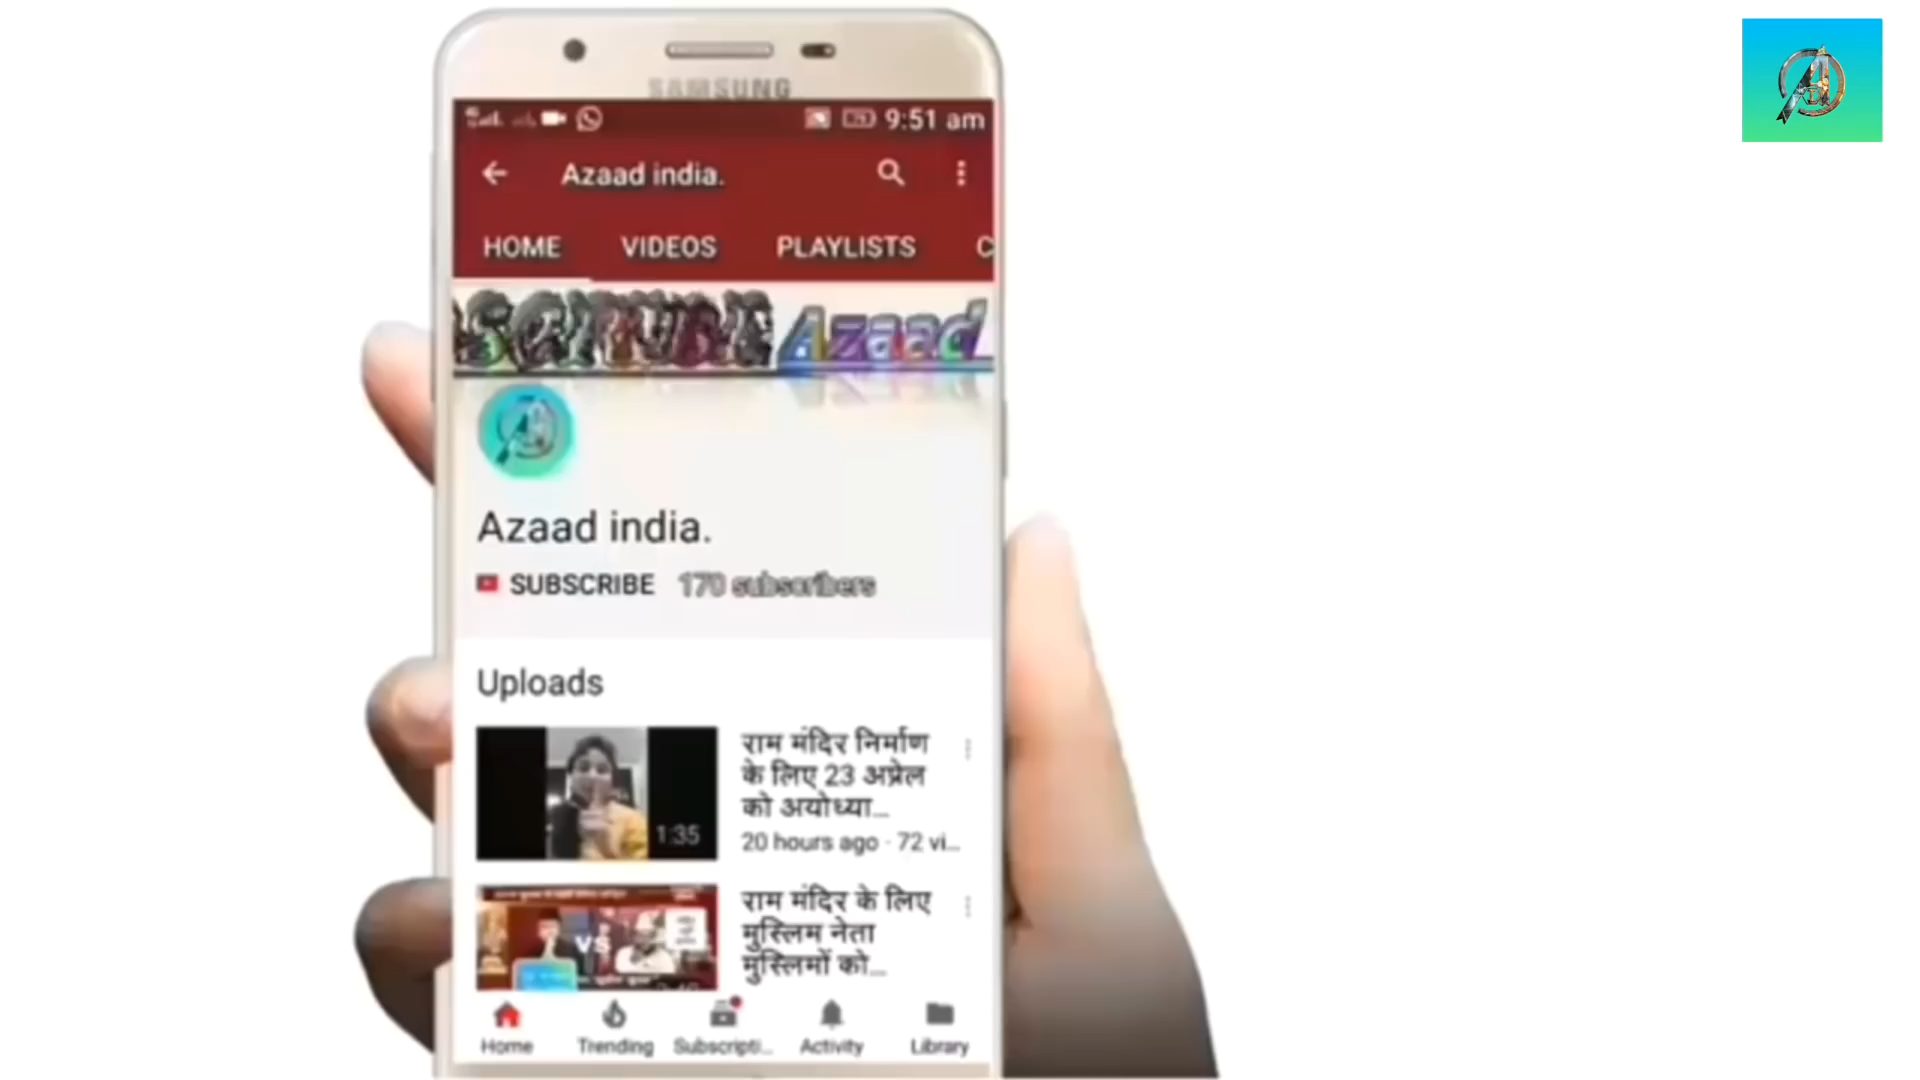 SAMSUNG
9:51 am
Azaad india.
HOME VIDEOS PLAYLISTS C
Azaad
Azaad india.
SUBSCRIBE 170 subscribers
Uploads
राम मंदिर निर्माण
के लिए 23 अप्रेल
को अयोध्या...
1:35
20 hours ago · 72 vi...
राम मंदिर के लिए
मुस्लिम नेता
मुस्लिमों को...
VS
Home Trending Subscripti... Activity Library